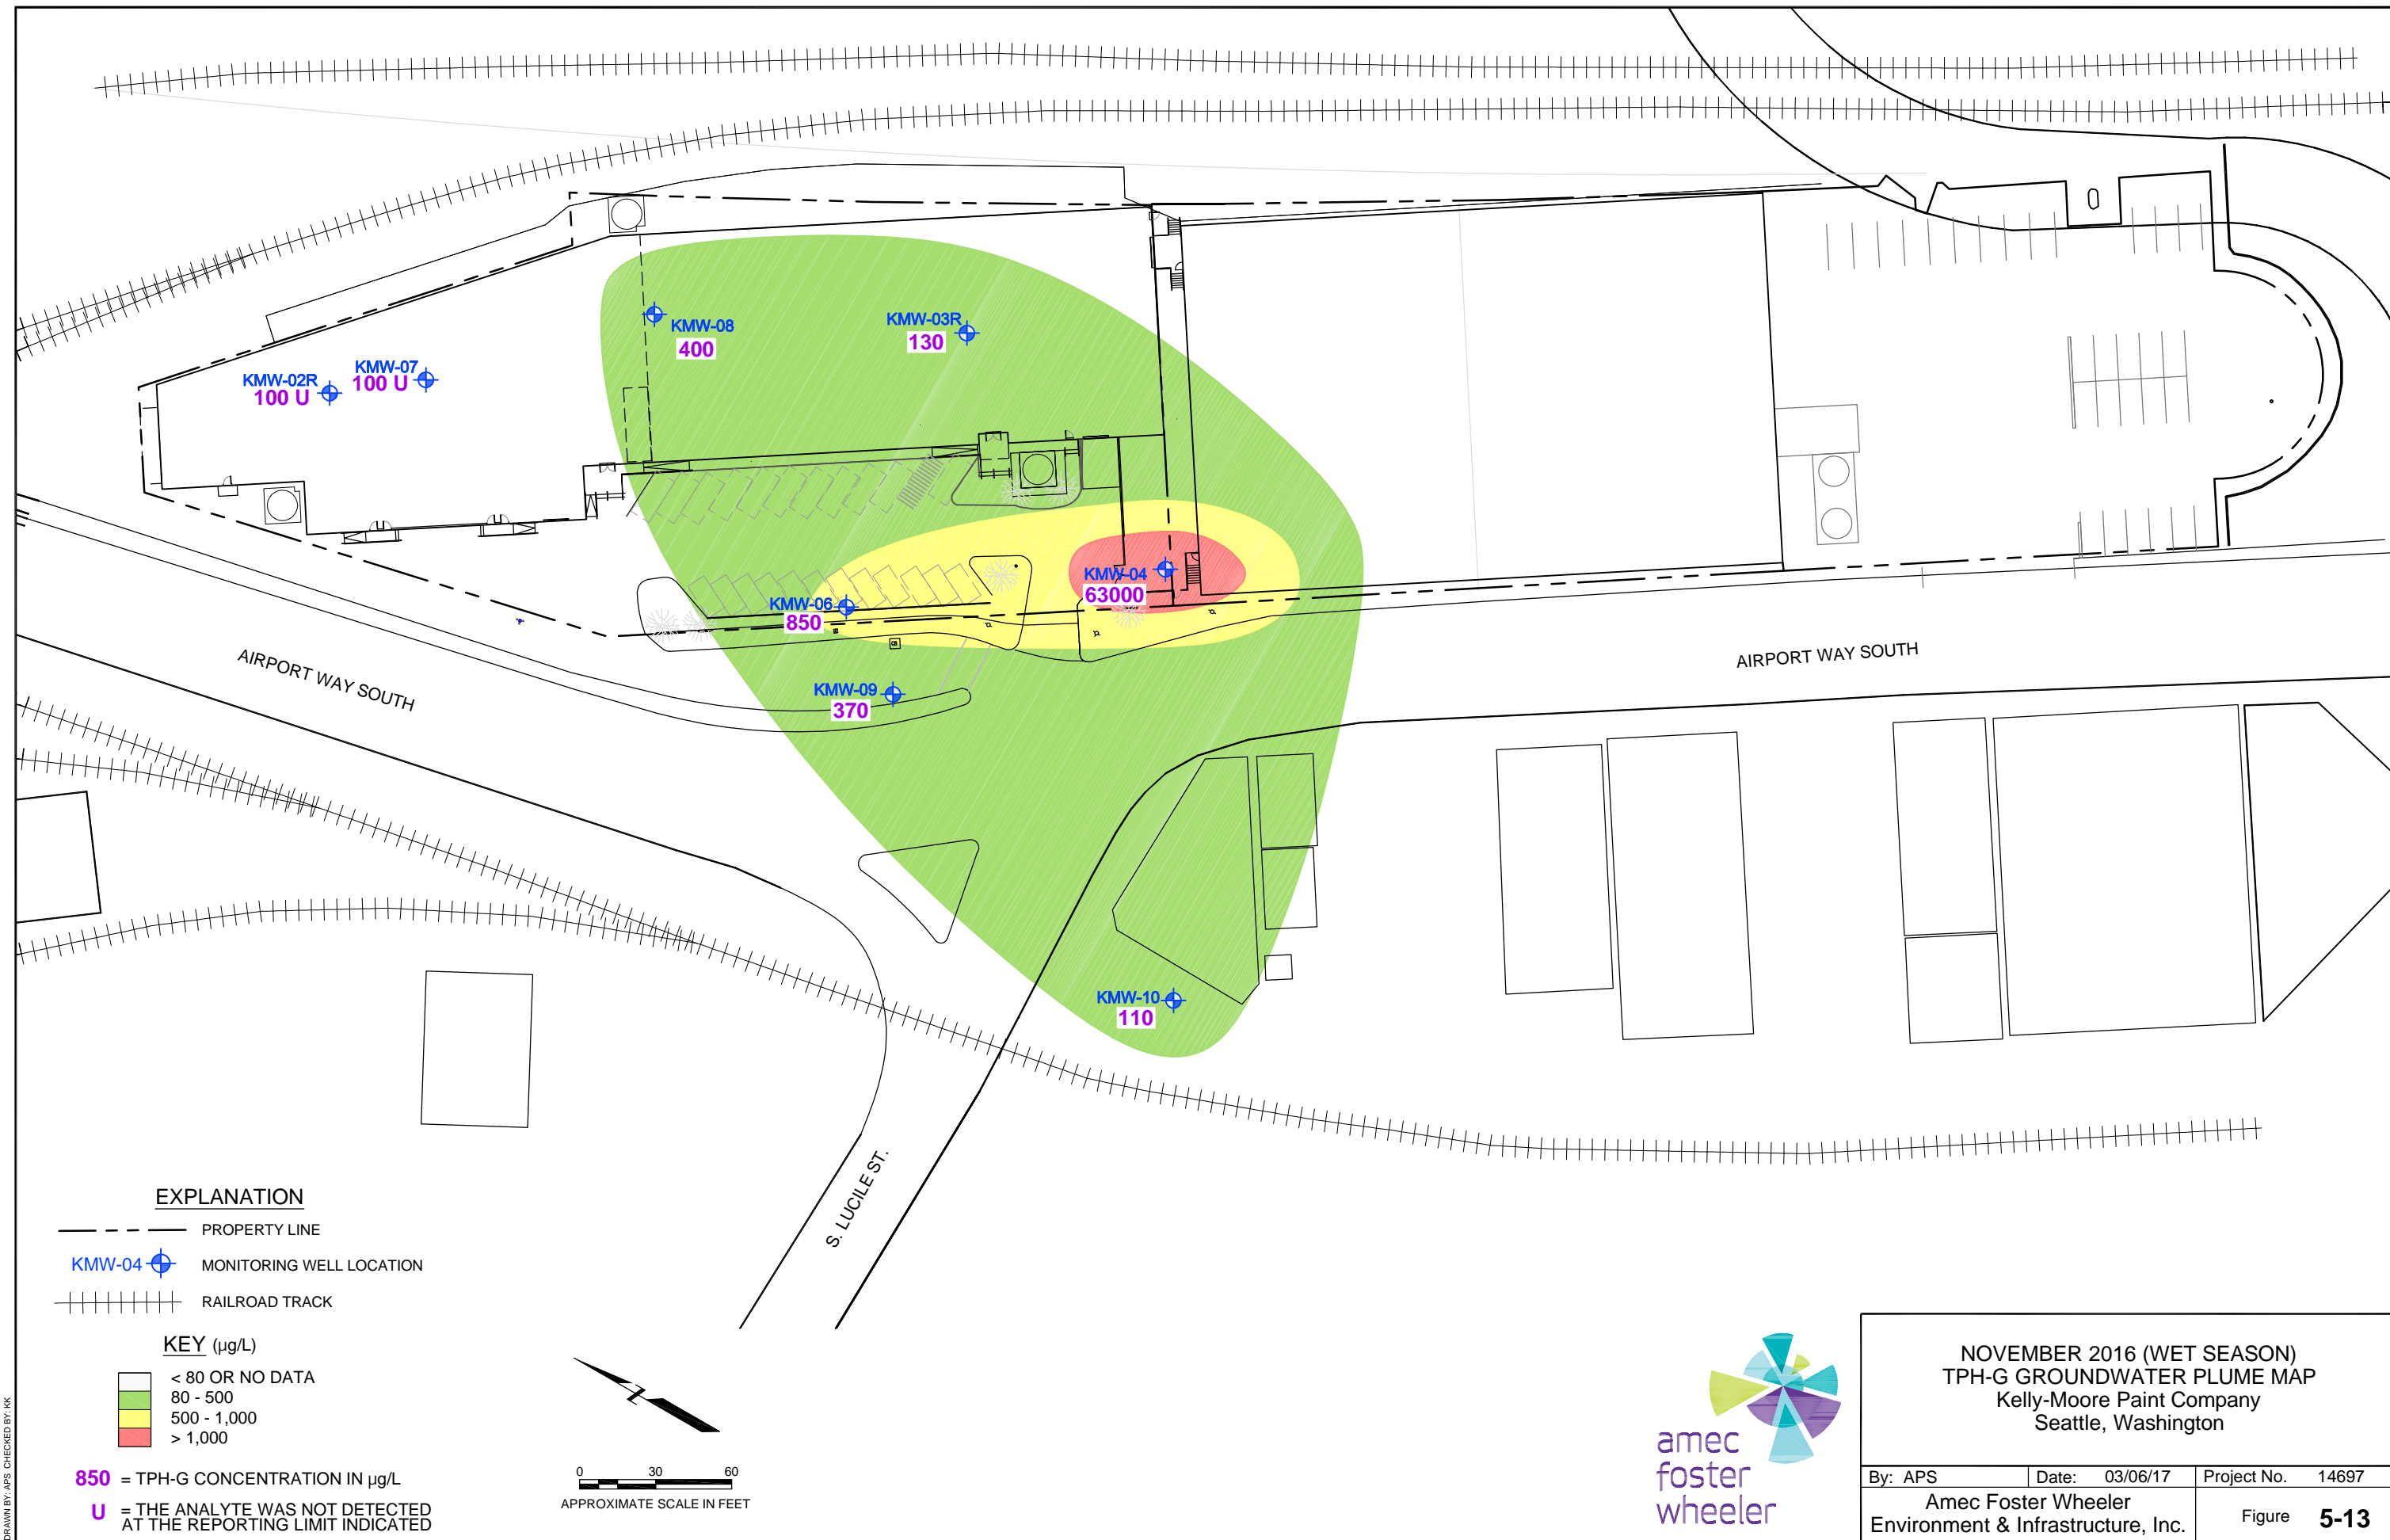 KMW-08
400
KMW-03R
130
KMW-02R
100 U
KMW-07
100 U
KMW-04
63000
KMW-06
850
KMW-09
370
KMW-10
110
AIRPORT WAY SOUTH
AIRPORT WAY SOUTH
S. LUCILE ST.
EXPLANATION
PROPERTY LINE
KMW-04 MONITORING WELL LOCATION
RAILROAD TRACK
KEY (µg/L)
< 80 OR NO DATA
80 - 500
500 - 1,000
> 1,000
850 = TPH-G CONCENTRATION IN µg/L
U = THE ANALYTE WAS NOT DETECTED
AT THE REPORTING LIMIT INDICATED
0 30 60
APPROXIMATE SCALE IN FEET
DRAWN BY: APS CHECKED BY: KK
amec
foster
wheeler
NOVEMBER 2016 (WET SEASON)
TPH-G GROUNDWATER PLUME MAP
Kelly-Moore Paint Company
Seattle, Washington
By: APS Date: 03/06/17 Project No. 14697
Amec Foster Wheeler
Environment & Infrastructure, Inc.
Figure 5-13